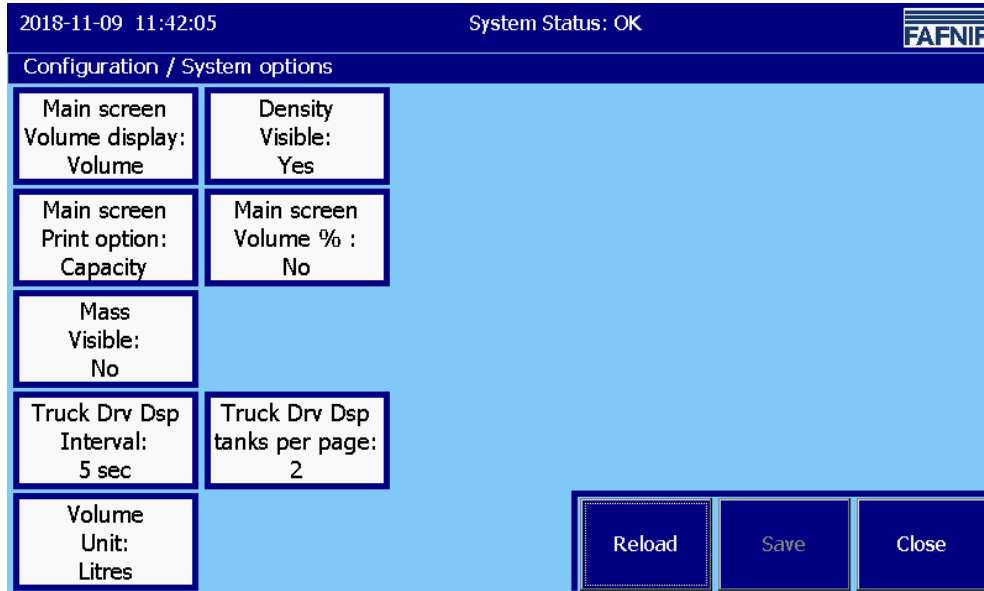 2018-11-09 11:42:05 System Status: OK
FAFNIR
Configuration / System options
Main screen
Volume display:
Volume
Density
Visible:
Yes
Main screen
Print option:
Capacity
Main screen
Volume % :
No
Mass
Visible:
No
Truck Drv Dsp
Interval:
5 sec
Truck Drv Dsp
tanks per page:
2
Volume
Unit:
Litres
Reload
Save
Close